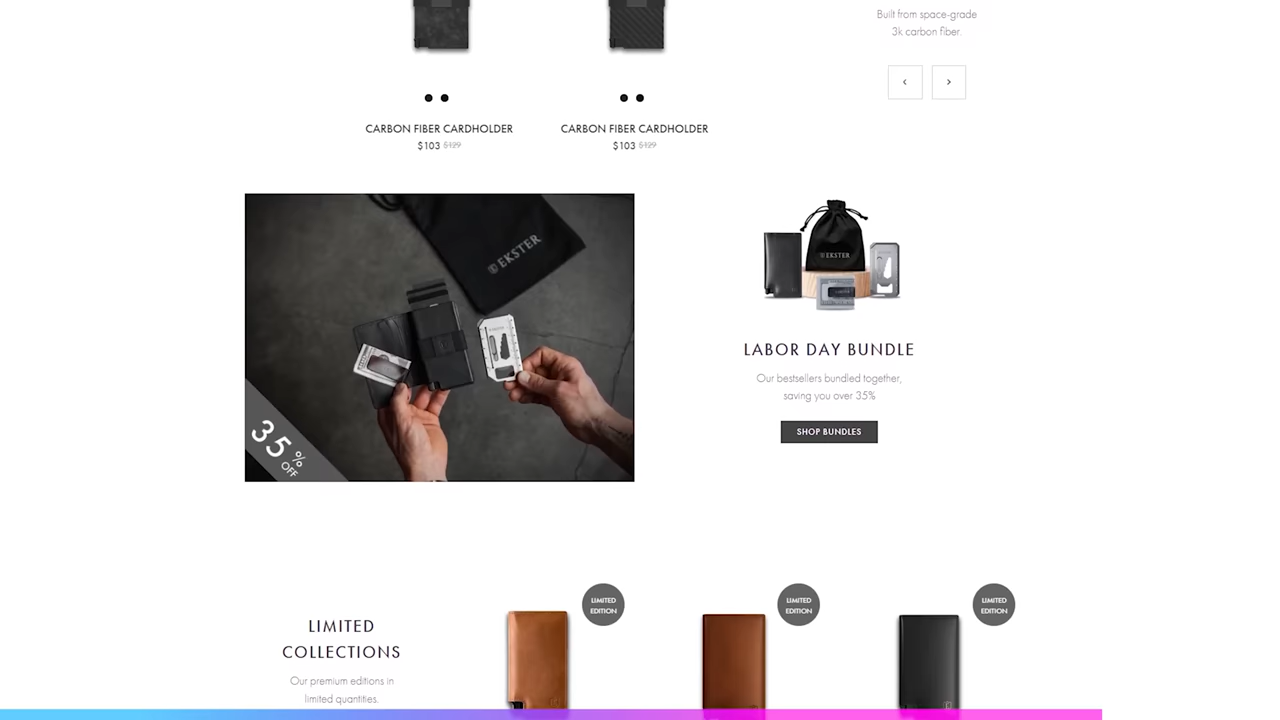 Built from space-grade
3k carbon fiber.
‹ ›
CARBON FIBER CARDHOLDER
$103 $129
CARBON FIBER CARDHOLDER
$103 $129
EKSTER
35% OFF
EKSTER
LABOR DAY BUNDLE
Our bestsellers bundled together,
saving you over 35%
SHOP BUNDLES
LIMITED
COLLECTIONS
Our premium editions in
limited quantities.
LIMITED
EDITION
LIMITED
EDITION
LIMITED
EDITION